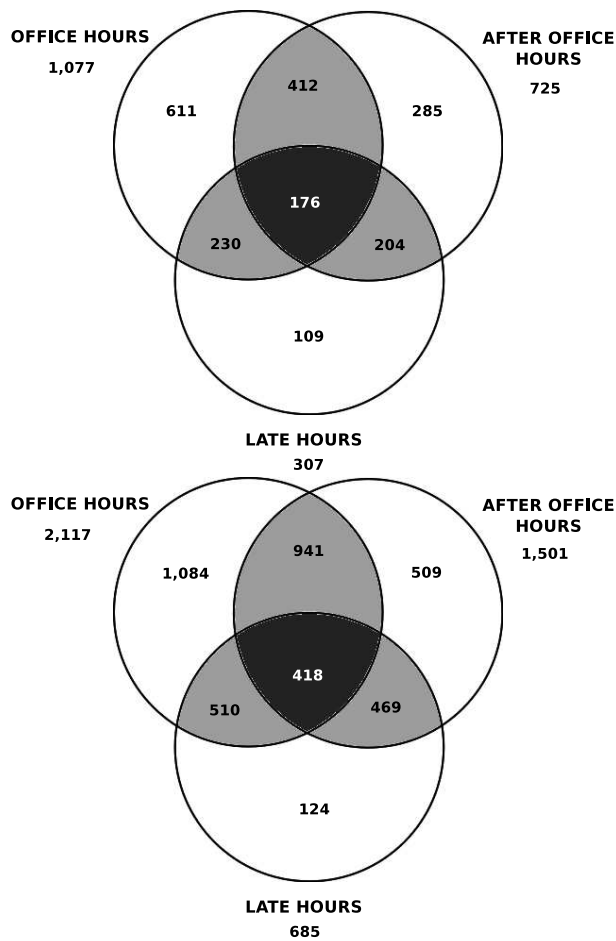 OFFICE HOURS
1,077
AFTER OFFICE
HOURS
725
412
611
285
176
230
204
109
LATE HOURS
307
OFFICE HOURS
2,117
AFTER OFFICE
HOURS
1,501
941
1,084
509
418
510
469
124
LATE HOURS
685